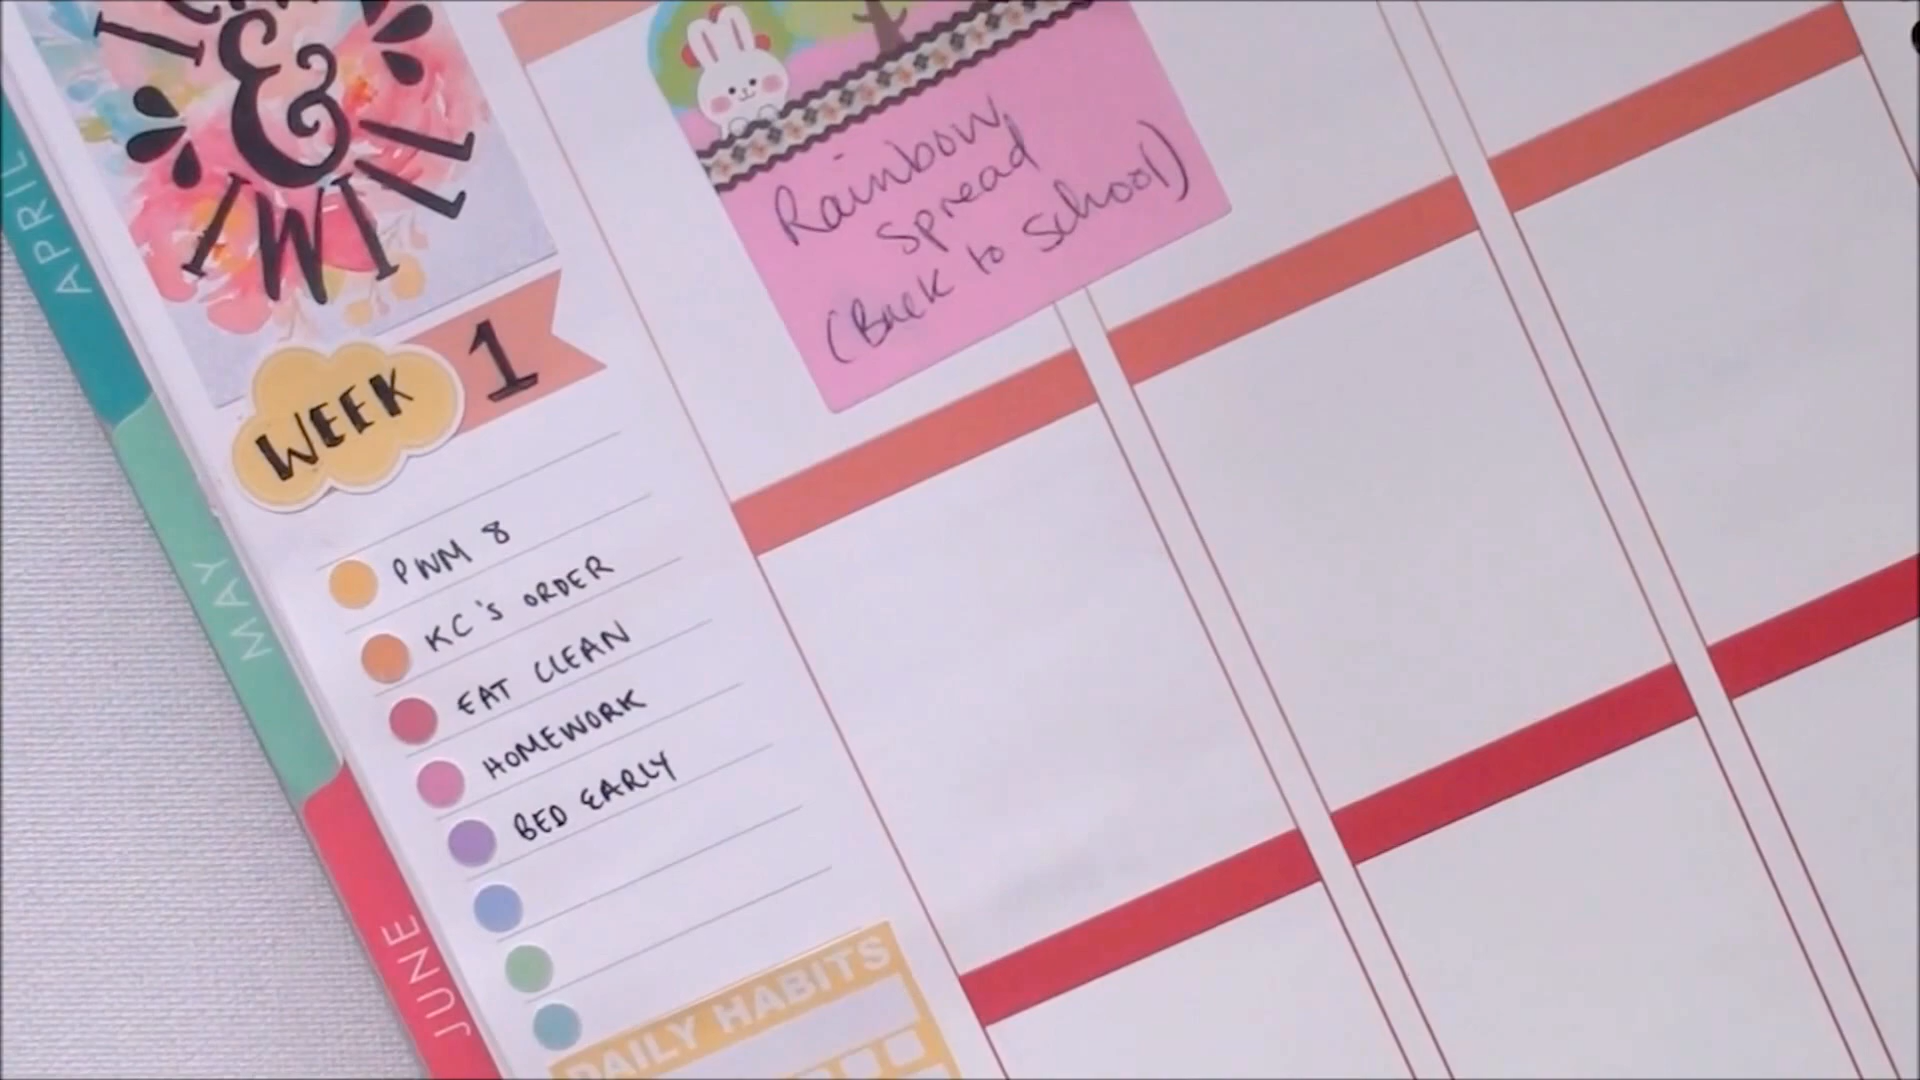 &
I WILL
WEEK 1
PWM 8
KC'S ORDER
EAT CLEAN
HOMEWORK
BED EARLY
DAILY HABITS
Rainbow
Spread
(Back to School)
APRIL
MAY
JUNE